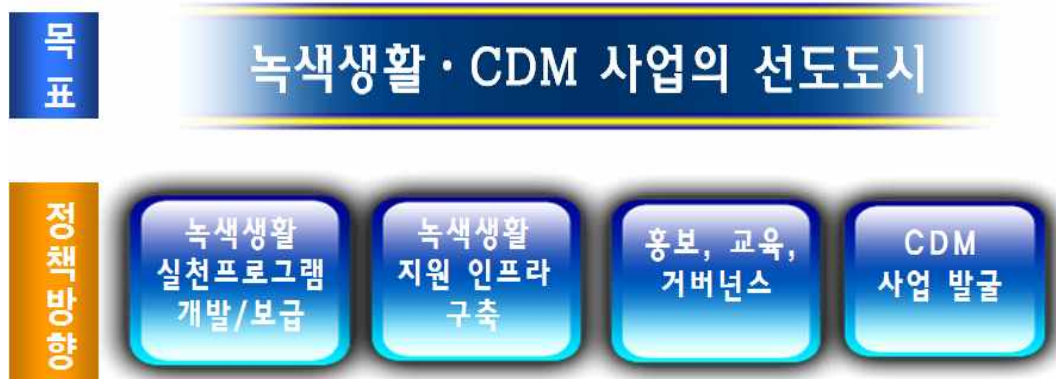 목표
녹색생활 · CDM 사업의 선도도시
정책방향
녹색생활
실천프로그램
개발/보급
녹색생활
지원 인프라
구축
홍보, 교육,
거버넌스
CDM
사업 발굴